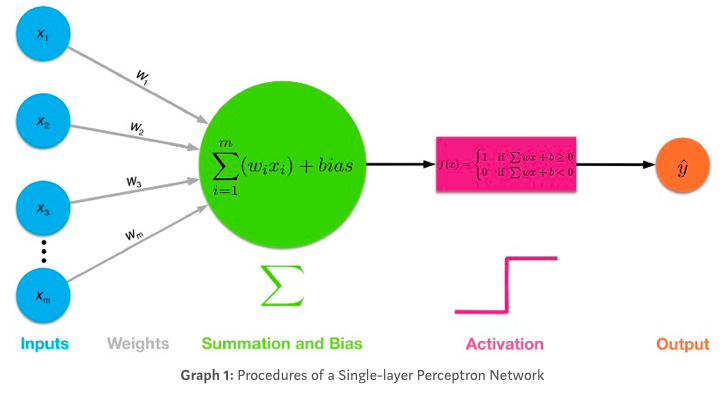 x₁
w₁
x₂
w₂
x₃
w₃
xₘ
wₘ
m
∑(wᵢxᵢ) + bias
i=1
f(x) = {1 if ∑wx + b ≥ 0
0 if ∑wx + b < 0
ŷ
∑
Inputs Weights Summation and Bias Activation Output
Graph 1: Procedures of a Single-layer Perceptron Network